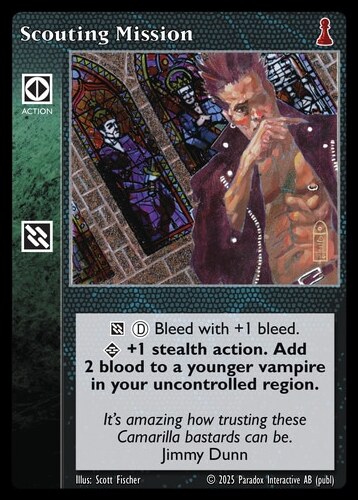 Scouting Mission
ACTION
D Bleed with +1 bleed.
+1 stealth action. Add
2 blood to a younger vampire
in your uncontrolled region.
It's amazing how trusting these
Camarilla bastards can be.
Jimmy Dunn
Illus: Scott Fischer © 2025 Paradox Interactive AB (publ)